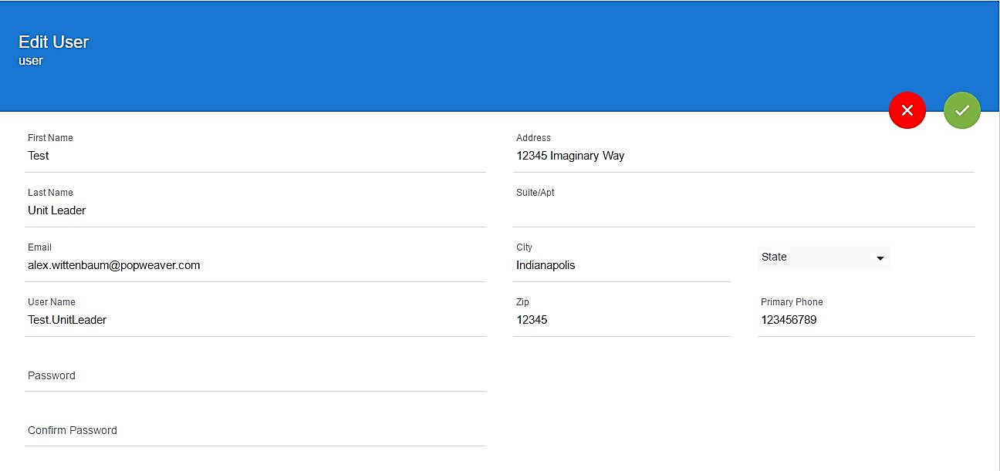 Edit User
user
First Name
Test
Last Name
Unit Leader
Email
alex.wittenbaum@popweaver.com
User Name
Test.UnitLeader
Password
Confirm Password
Address
12345 Imaginary Way
Suite/Apt
City
Indianapolis
State
Zip
12345
Primary Phone
123456789